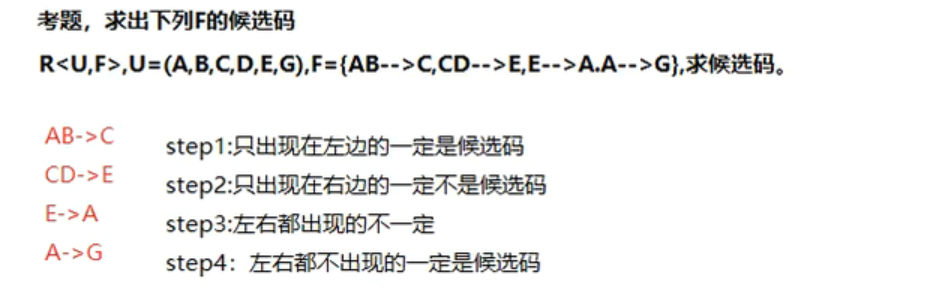 考题，求出下列F的候选码
R<U,F>,U=(A,B,C,D,E,G),F={AB-->C,CD-->E,E-->A.A-->G},求候选码。
AB->C
step1:只出现在左边的一定是候选码
CD->E
step2:只出现在右边的一定不是候选码
E->A
step3:左右都出现的不一定
A->G
step4：左右都不出现的一定是候选码